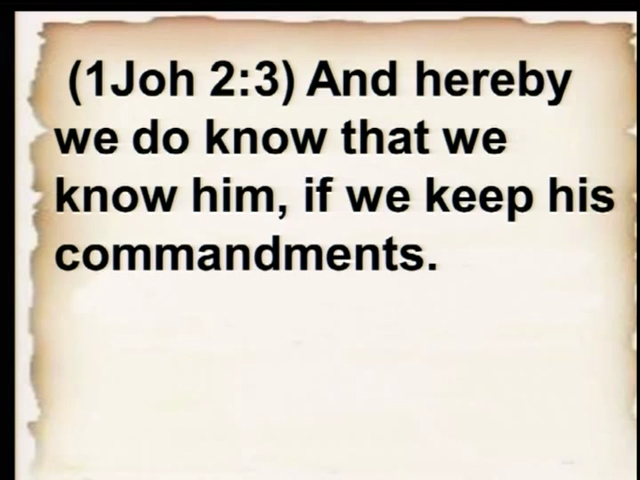 (1Joh 2:3) And hereby
we do know that we
know him, if we keep his
commandments.